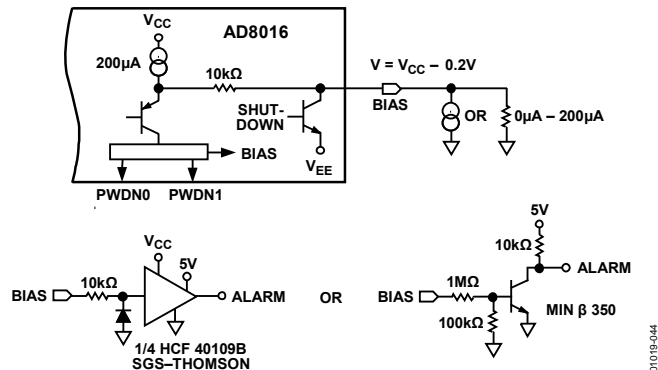 VCC
AD8016
200µA
10kΩ
V = VCC – 0.2V
SHUT-
DOWN
BIAS
OR
0µA – 200µA
BIAS
VEE
PWDN0
PWDN1
VCC
5V
10kΩ
BIAS
ALARM
1/4 HCF 40109B
SGS–THOMSON
OR
5V
10kΩ
ALARM
1MΩ
BIAS
100kΩ
MIN β 350
01019-044